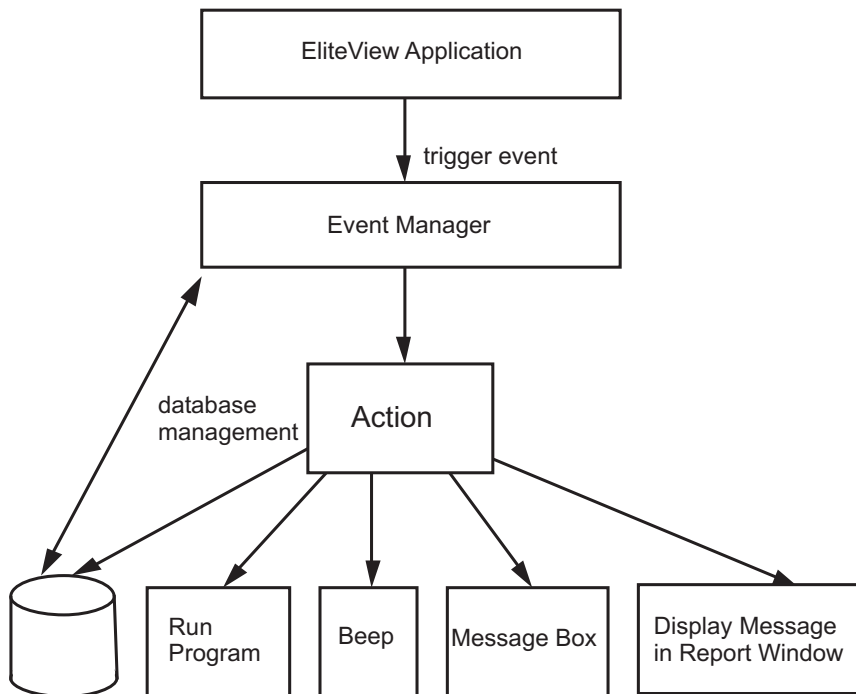 EliteView Application
trigger event
Event Manager
database
management
Action
Run
Program
Beep
Message Box
Display Message
in Report Window